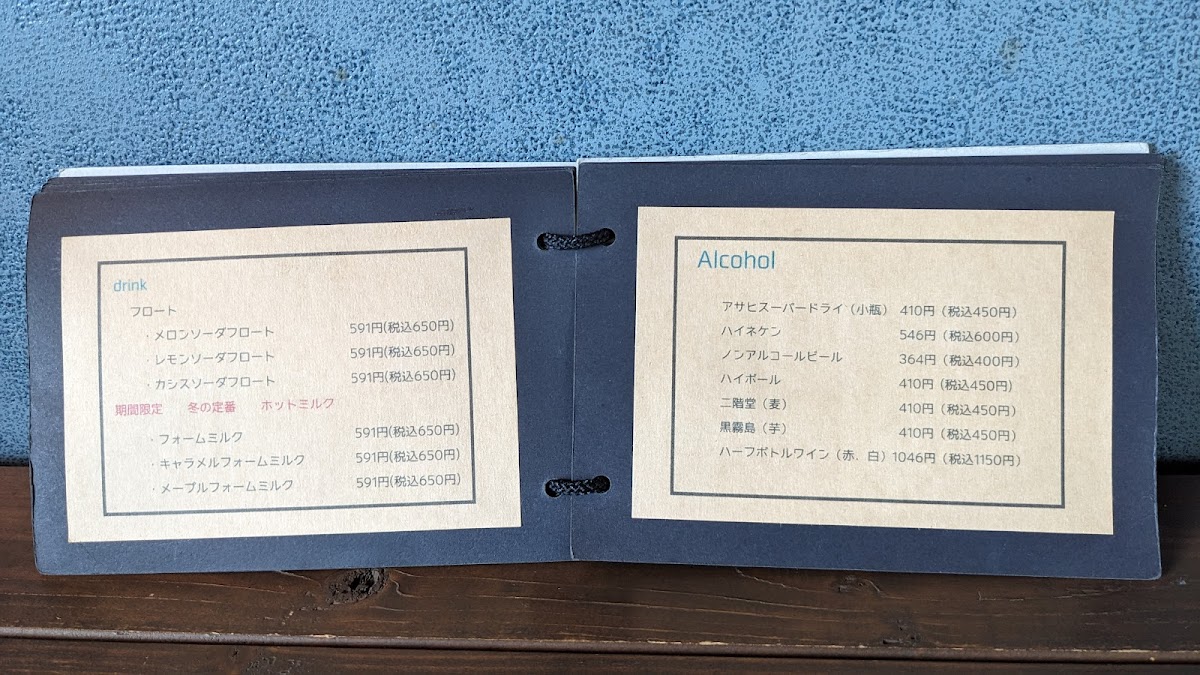 drink
フロート
・メロンソーダフロート 591円(税込650円)
・レモンソーダフロート 591円(税込650円)
・カシスソーダフロート 591円(税込650円)
期間限定 冬の定番 ホットミルク
・フォームミルク 591円(税込650円)
・キャラメルフォームミルク 591円(税込650円)
・メープルフォームミルク 591円(税込650円)
Alcohol
アサヒスーパードライ（小瓶） 410円（税込450円）
ハイネケン 546円（税込600円）
ノンアルコールビール 364円（税込400円）
ハイボール 410円（税込450円）
二階堂（麦） 410円（税込450円）
黒霧島（芋） 410円（税込450円）
ハーフボトルワイン（赤、白） 1046円（税込1150円）